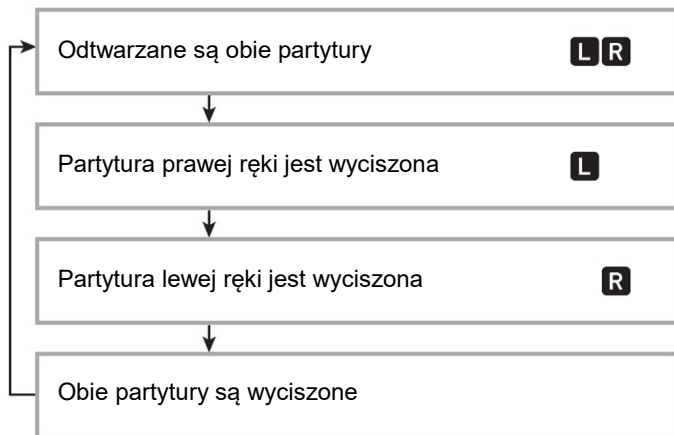 Odtwarzane są obie partytury L R
Partytura prawej ręki jest wyciszona L
Partytura lewej ręki jest wyciszona R
Obie partytury są wyciszone